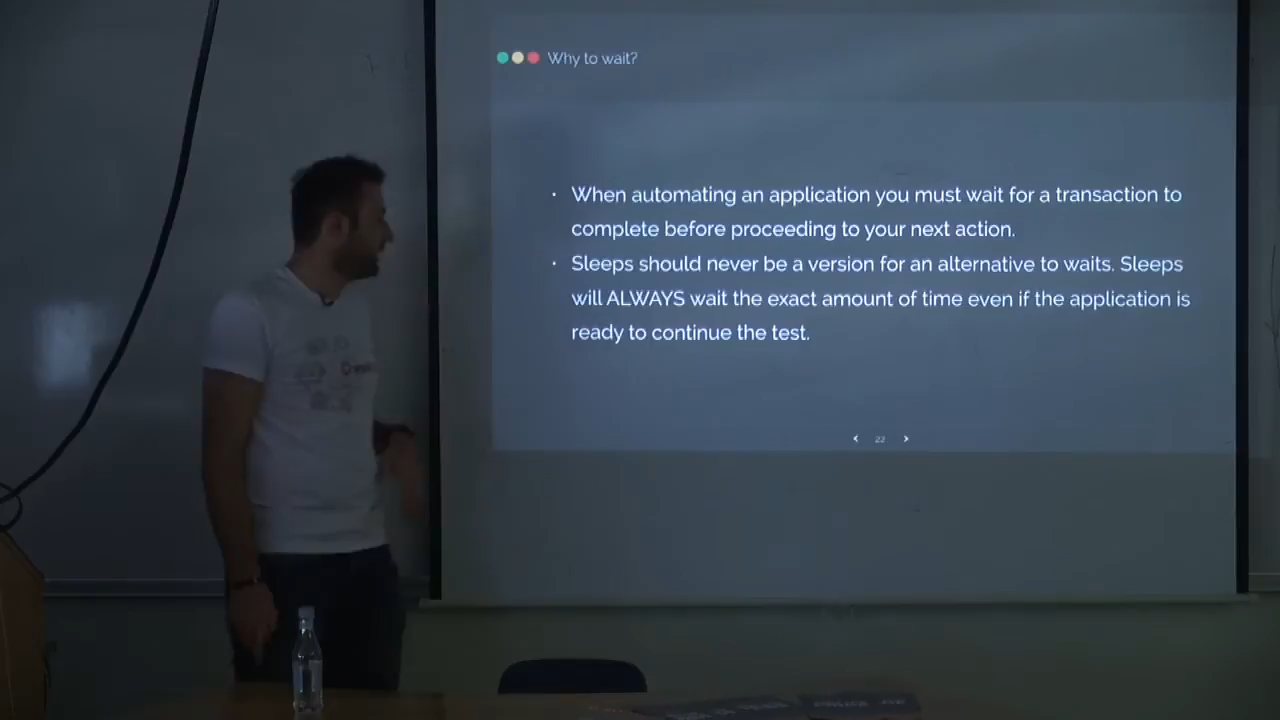 Why to wait?
· When automating an application you must wait for a transaction to
complete before proceeding to your next action.
· Sleeps should never be a version for an alternative to waits. Sleeps
will ALWAYS wait the exact amount of time even if the application is
ready to continue the test.
< 22 >